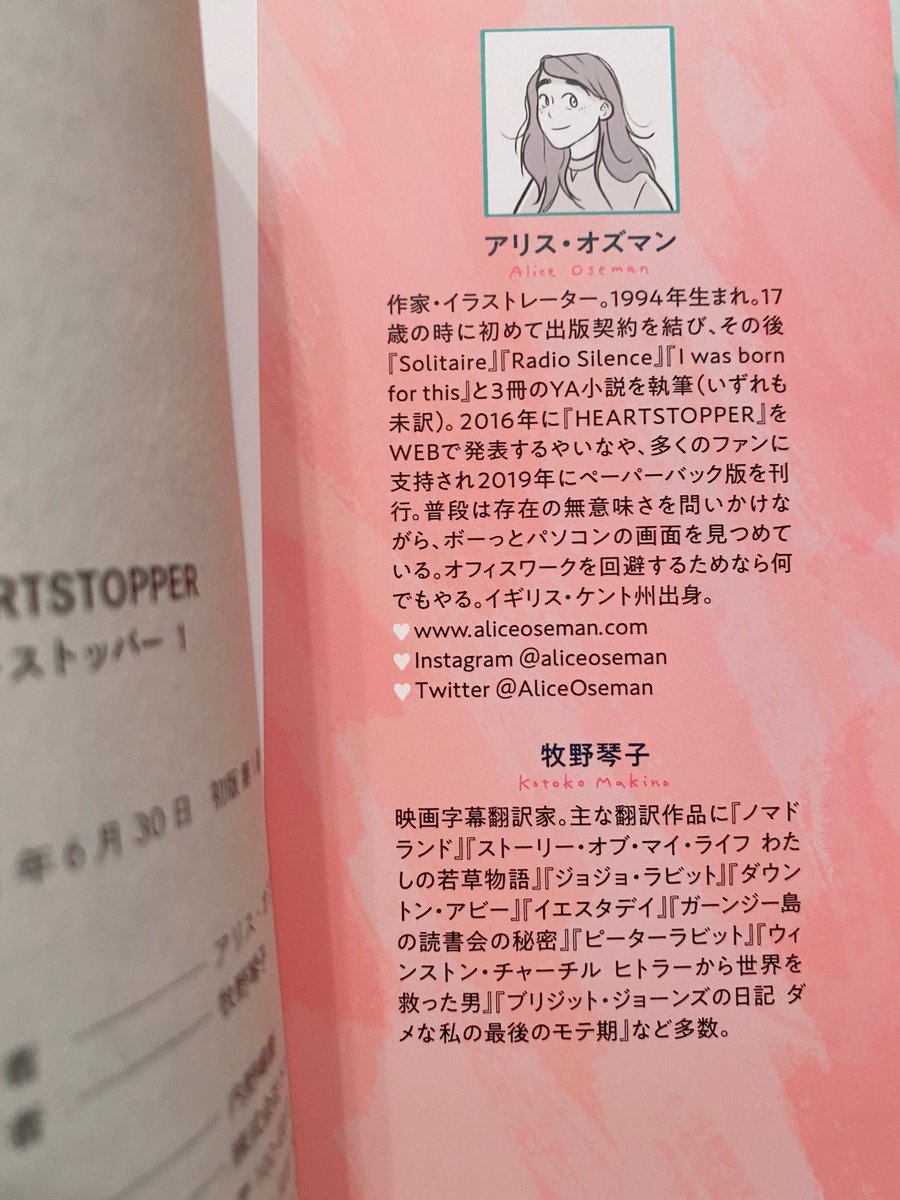 RTSTOPPER
ストッパー 1
年6月30日 初版第1
アリス・
牧野琴子
著
者
アリス・オズマン
Alice Oseman
作家・イラストレーター。1994年生まれ。17
歳の時に初めて出版契約を結び、その後
『Solitaire』『Radio Silence』『I was born
for this』と3冊のYA小説を執筆(いずれも
未訳)。2016年に『HEARTSTOPPER』を
WEBで発表するやいなや、多くのファンに
支持され2019年にペーパーバック版を刊
行。普段は存在の無意味さを問いかけな
がら、ボーっとパソコンの画面を見つめて
いる。オフィスワークを回避するためなら何
でもやる。イギリス・ケント州出身。
www.aliceoseman.com
Instagram @aliceoseman
Twitter @AliceOseman
牧野琴子
Kotoko Makino
映画字幕翻訳家。主な翻訳作品に『ノマド
ランド』『ストーリー・オブ・マイ・ライフ わた
しの若草物語』『ジョジョ・ラビット』『ダウン
トン・アビー』『イエスタデイ』『ガーンジー島
の読書会の秘密』『ピーターラビット』『ウィ
ンストン・チャーチル ヒトラーから世界を
救った男』『ブリジット・ジョーンズの日記 ダ
メな私の最後のモテ期』など多数。